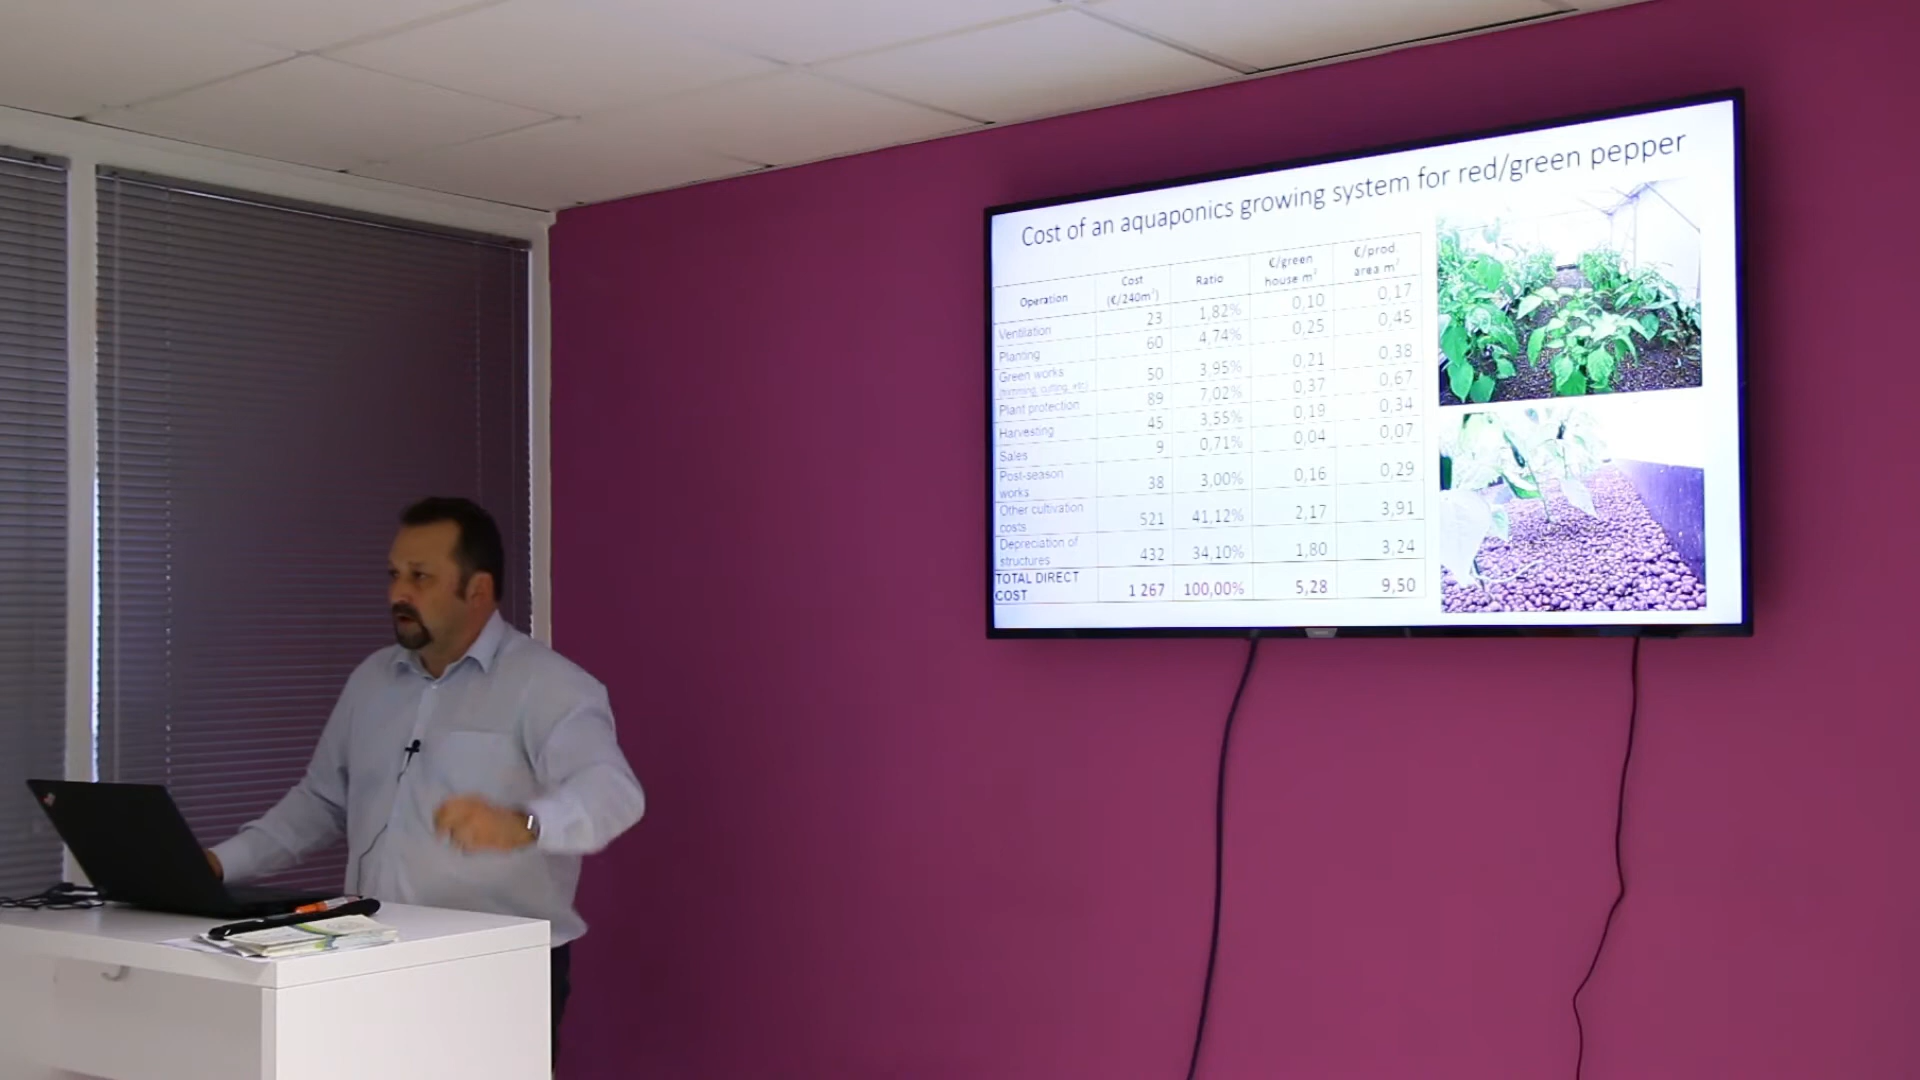 Cost of an aquaponics growing system for red/green pepper
Operation Cost (€/240m²) Ratio €/green house m² €/prod. area m²
Ventilation 23 1,82% 0,10 0,17
Planting 60 4,74% 0,25 0,45
Green works (trimming, cutting, etc) 50 3,95% 0,21 0,38
Plant protection 89 7,02% 0,37 0,67
Harvesting 45 3,55% 0,19 0,34
Sales 9 0,71% 0,04 0,07
Post-season works 38 3,00% 0,16 0,29
Other cultivation costs 521 41,12% 2,17 3,91
Depreciation of structures 432 34,10% 1,80 3,24
TOTAL DIRECT COST 1 267 100,00% 5,28 9,50